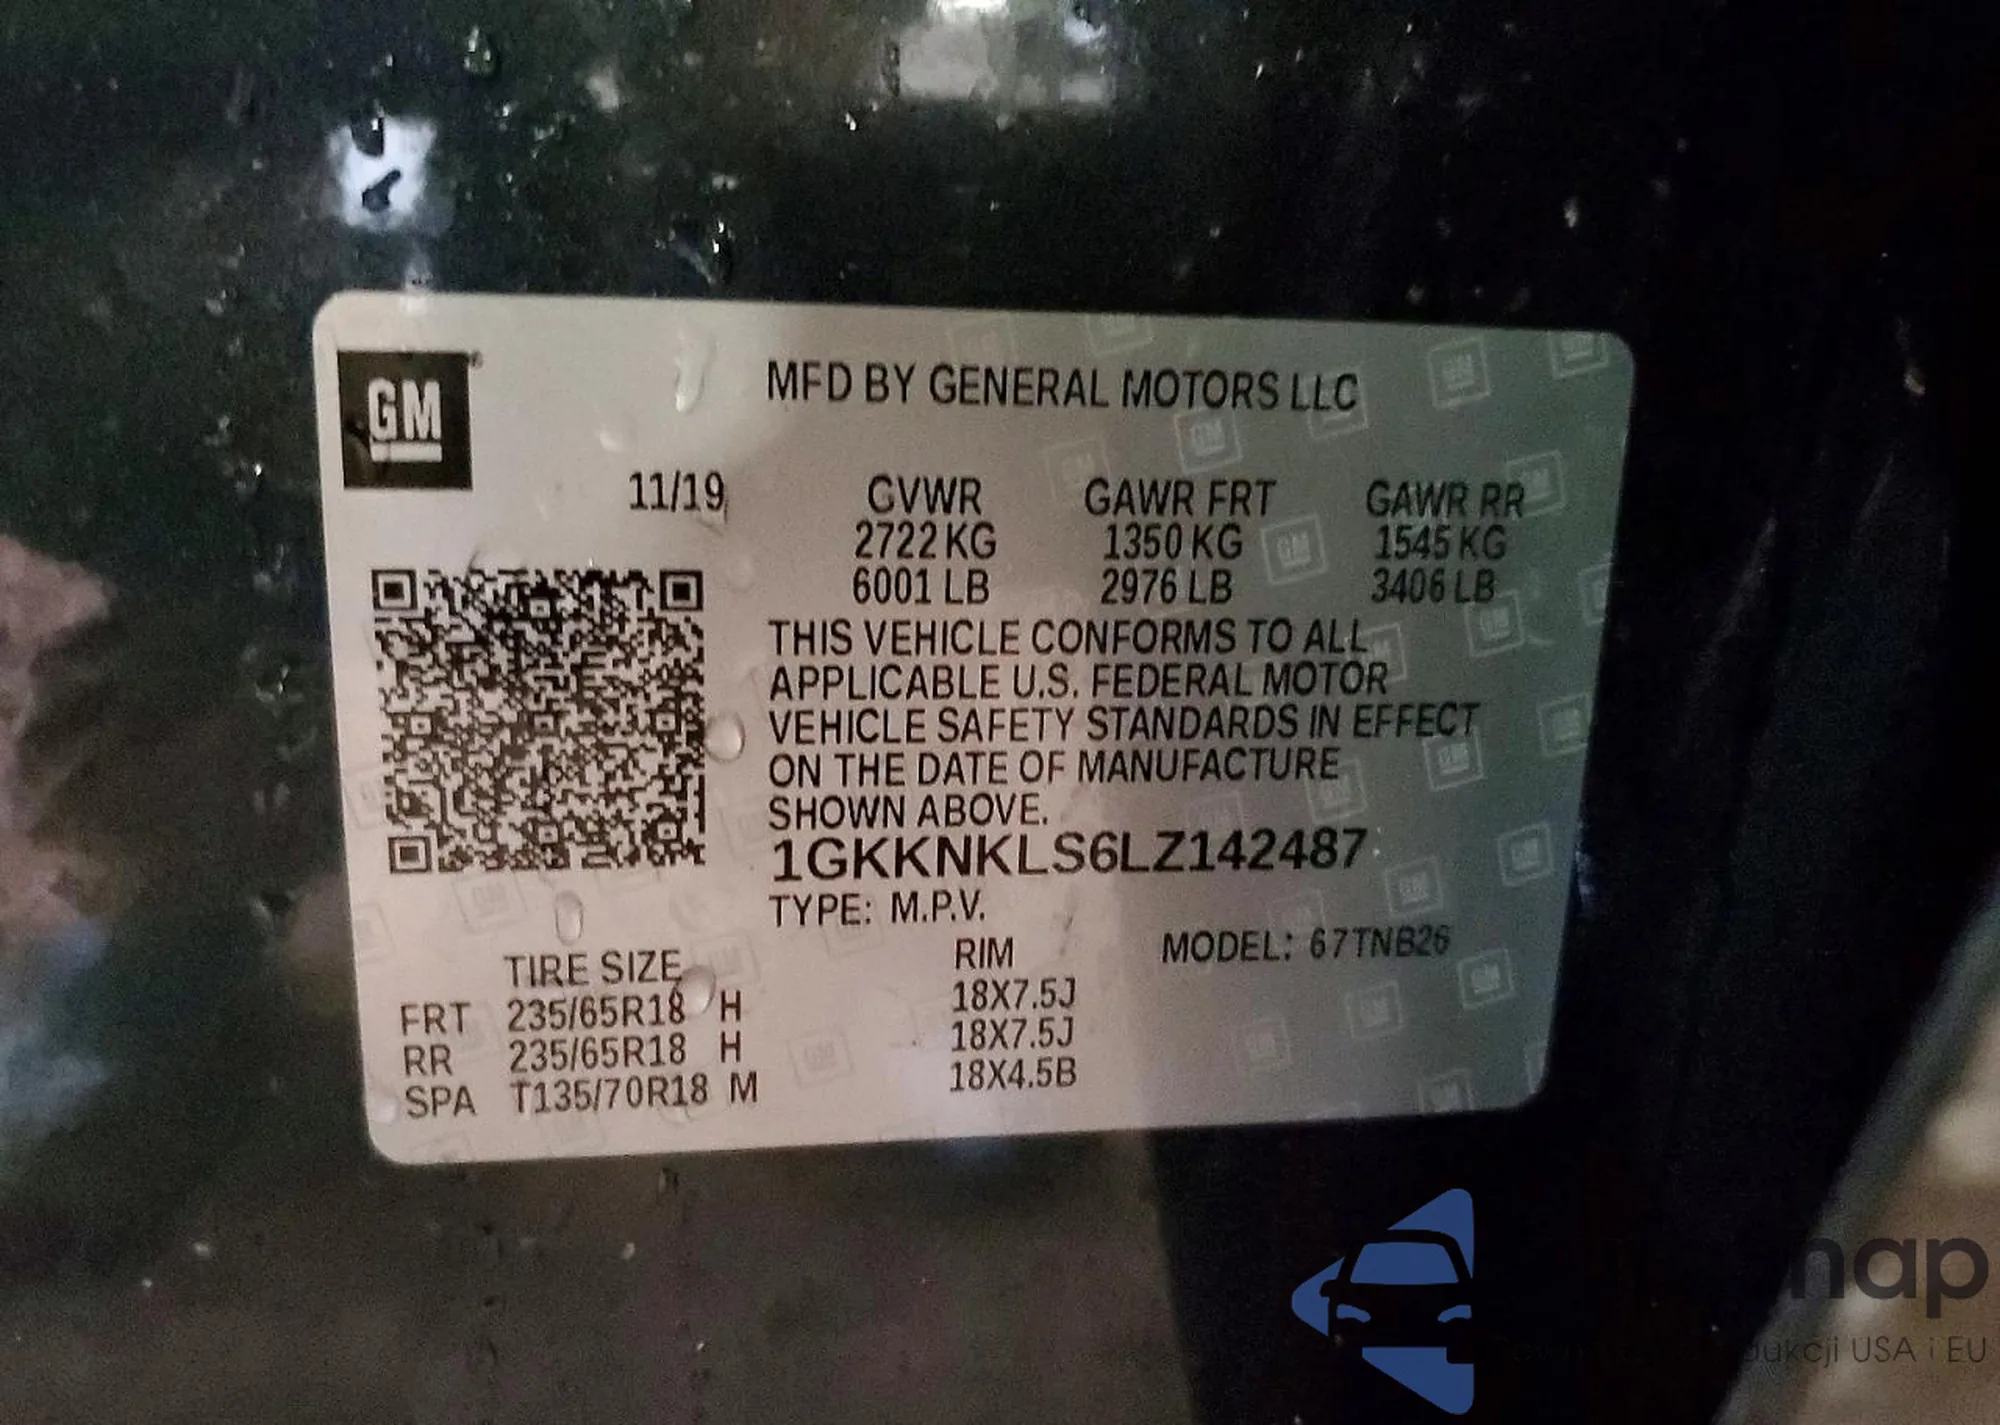 GM
MFD BY GENERAL MOTORS LLC
11/19 GVWR GAWR FRT GAWR RR
2722 KG 1350 KG 1545 KG
6001 LB 2976 LB 3406 LB
THIS VEHICLE CONFORMS TO ALL
APPLICABLE U.S. FEDERAL MOTOR
VEHICLE SAFETY STANDARDS IN EFFECT
ON THE DATE OF MANUFACTURE
SHOWN ABOVE.
1GKKNKLS6LZ142487
TYPE: M.P.V. MODEL: 67TNB26
TIRE SIZE RIM
FRT 235/65R18 H 18X7.5J
RR 235/65R18 H 18X7.5J
SPA T135/70R18 M 18X4.5B
USA i EU